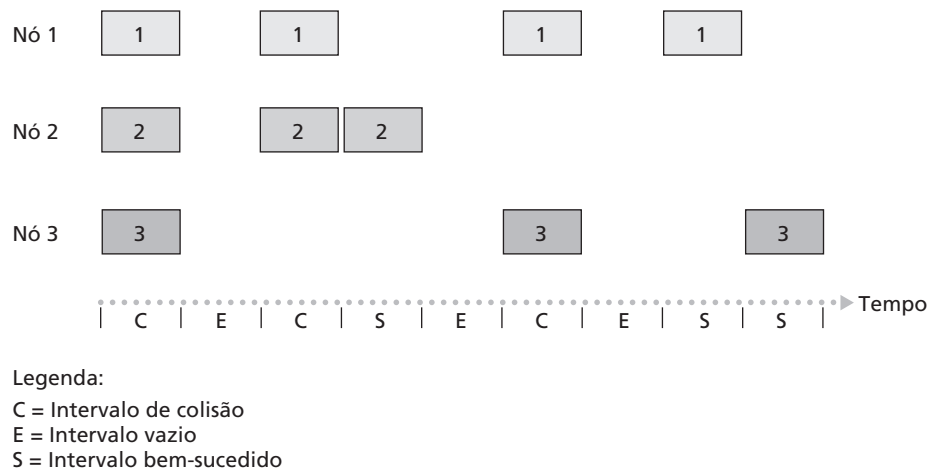 Nó 1 1 1 1 1
Nó 2 2 2 2
Nó 3 3 3 3
Tempo
C E C S E C E S S
Legenda:
C = Intervalo de colisão
E = Intervalo vazio
S = Intervalo bem-sucedido